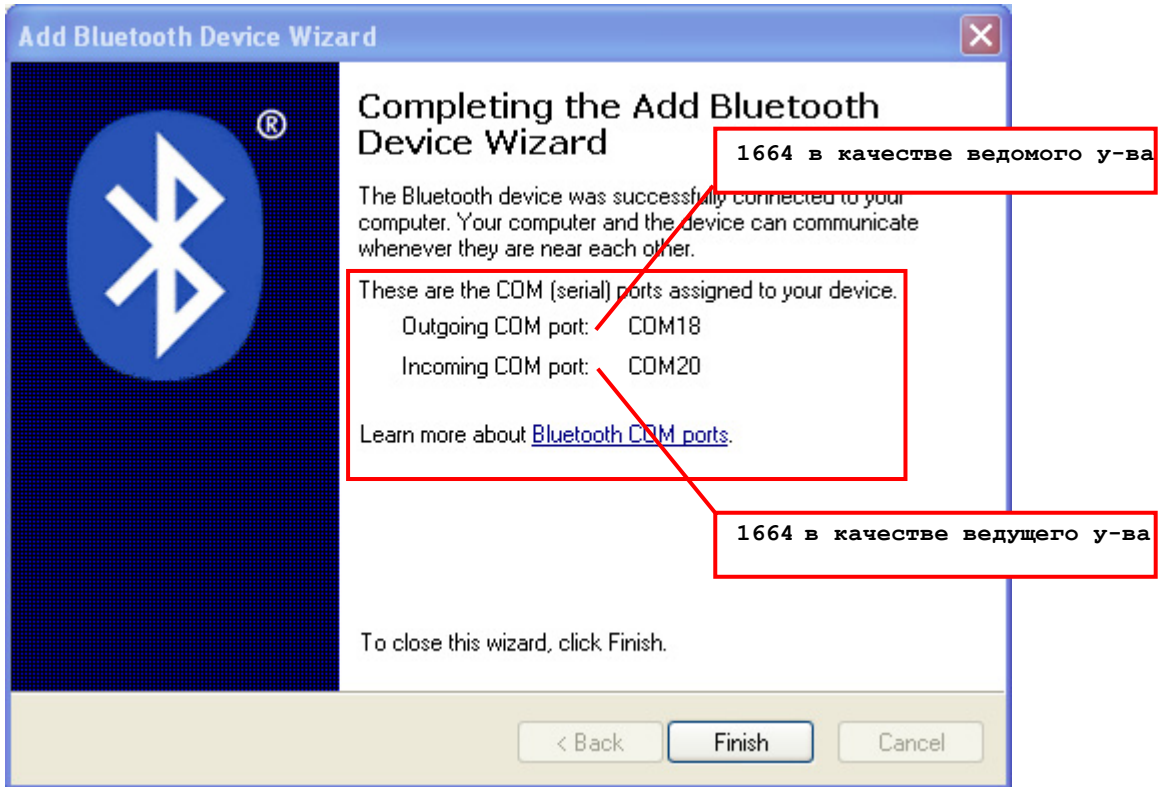 Add Bluetooth Device Wizard
®
Completing the Add Bluetooth
Device Wizard
1664 в качестве ведомого у-ва
The Bluetooth device was successfully connected to your
computer. Your computer and the device can communicate
whenever they are near each other.
These are the COM (serial) ports assigned to your device.
Outgoing COM port: COM18
Incoming COM port: COM20
Learn more about Bluetooth COM ports.
1664 в качестве ведущего у-ва
To close this wizard, click Finish.
< Back Finish Cancel